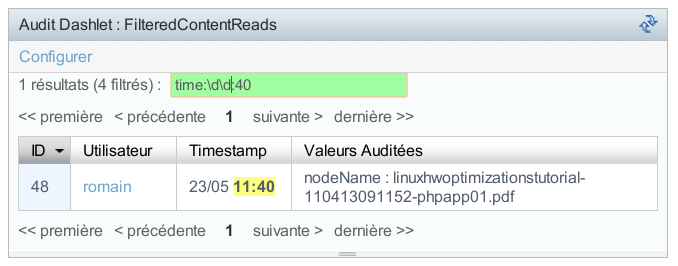 Audit Dashlet : FilteredContentReads
Configurer
1 résultats (4 filtrés) : time:\d\d:40
<< première < précédente 1 suivante > dernière >>
ID Utilisateur Timestamp Valeurs Auditées
48 romain 23/05 11:40 nodeName : linuxhwoptimizationstutorial-
110413091152-phpapp01.pdf
<< première < précédente 1 suivante > dernière >>